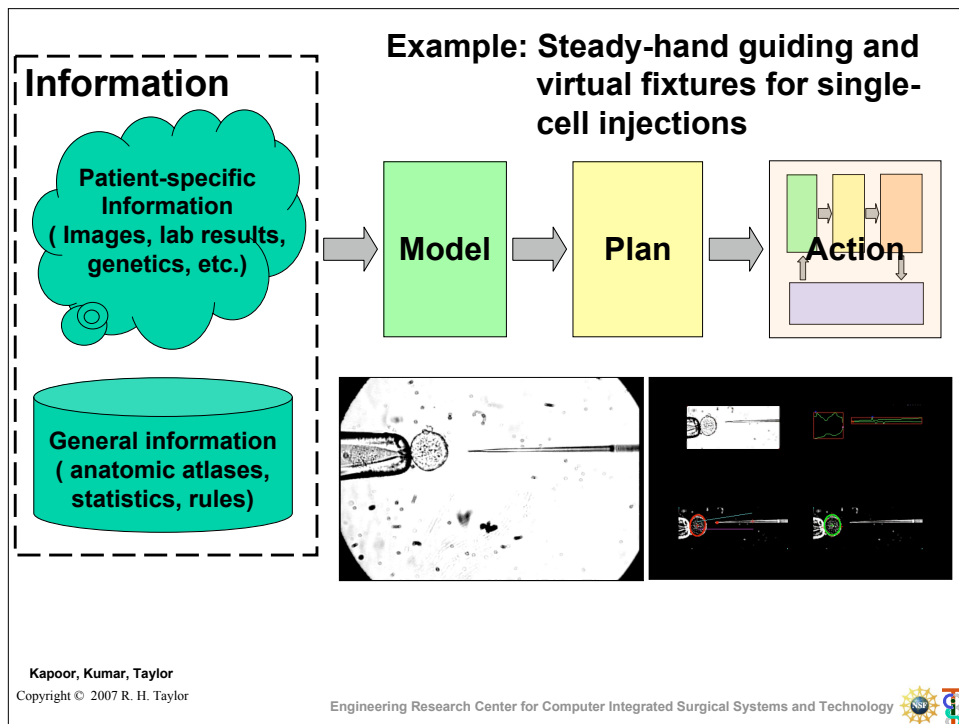 Example: Steady-hand guiding and
virtual fixtures for single-
cell injections
Information
Patient-specific
Information
( Images, lab results,
genetics, etc.)
Model
Plan
Action
General information
( anatomic atlases,
statistics, rules)
Kapoor, Kumar, Taylor
Copyright © 2007 R. H. Taylor
Engineering Research Center for Computer Integrated Surgical Systems and Technology
NSF